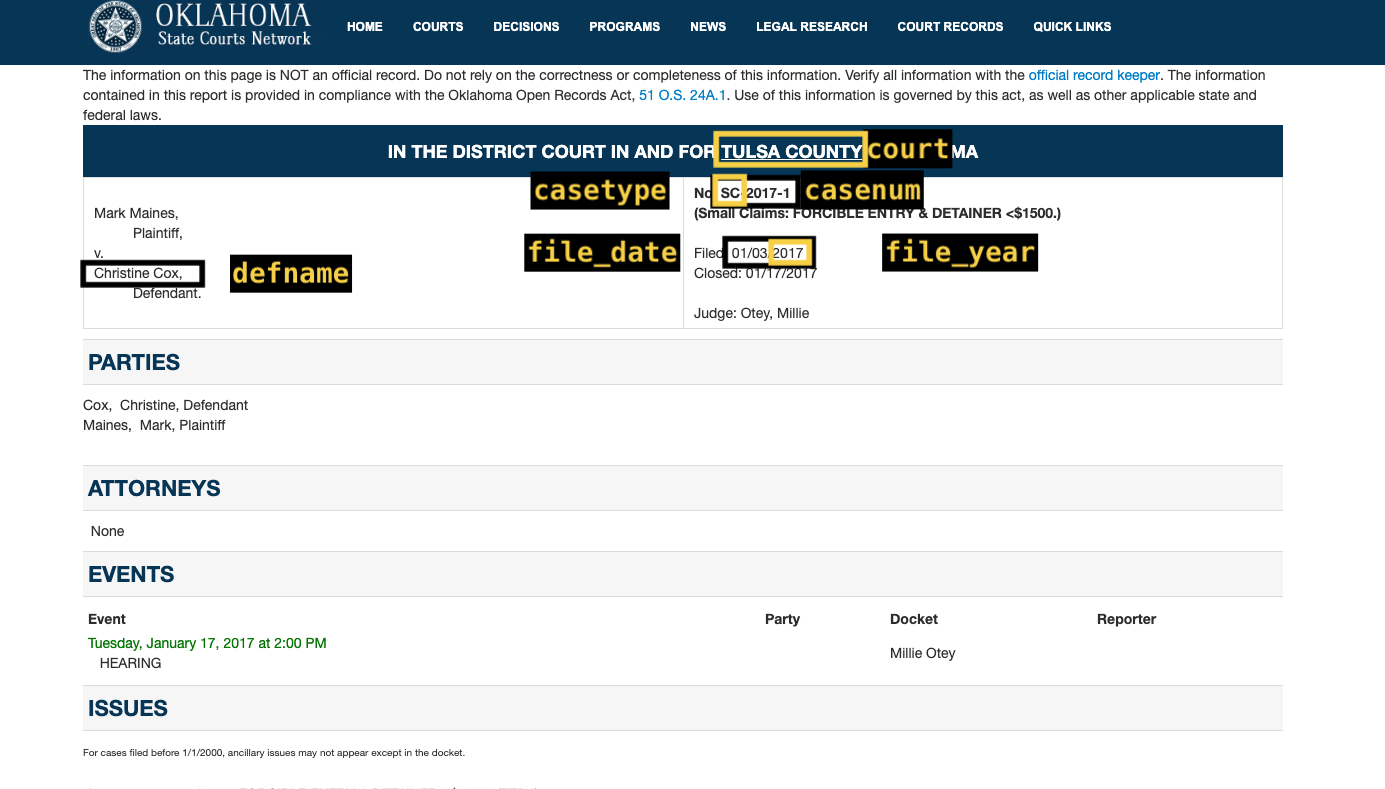 OKLAHOMA
State Courts Network
HOME COURTS DECISIONS PROGRAMS NEWS LEGAL RESEARCH COURT RECORDS QUICK LINKS
The information on this page is NOT an official record. Do not rely on the correctness or completeness of this information. Verify all information with the official record keeper. The information
contained in this report is provided in compliance with the Oklahoma Open Records Act, 51 O.S. 24A.1. Use of this information is governed by this act, as well as other applicable state and
federal laws.
IN THE DISTRICT COURT IN AND FOR TULSA COUNTY court MA
casetype
No SC-2017-1 casenum
(Small Claims: FORCIBLE ENTRY & DETAINER <$1500.)
Mark Maines,
Plaintiff,
v.
Christine Cox, defname
Defendant.
file_date
Filed: 01/03/2017 file_year
Closed: 01/17/2017
Judge: Otey, Millie
PARTIES
Cox, Christine, Defendant
Maines, Mark, Plaintiff
ATTORNEYS
None
EVENTS
Event Party Docket Reporter
Tuesday, January 17, 2017 at 2:00 PM
HEARING
Millie Otey
ISSUES
For cases filed before 1/1/2000, ancillary issues may not appear except in the docket.